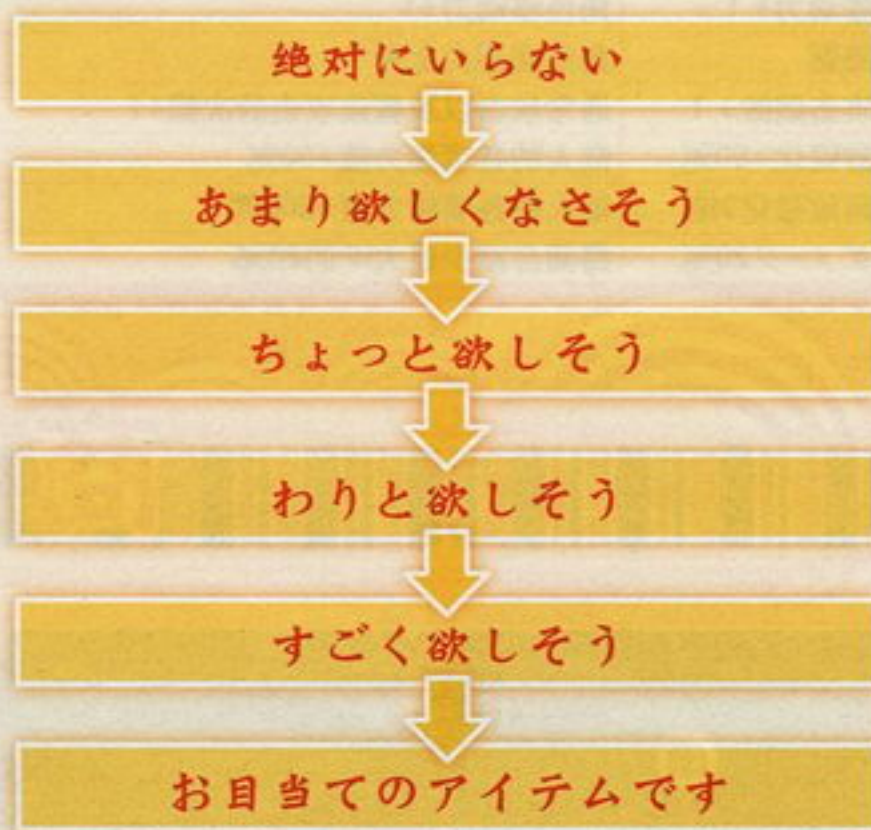 絶対にいらない
あまり欲しくなさそう
ちょっと欲しそう
わりと欲しそう
すごく欲しそう
お目当てのアイテムです